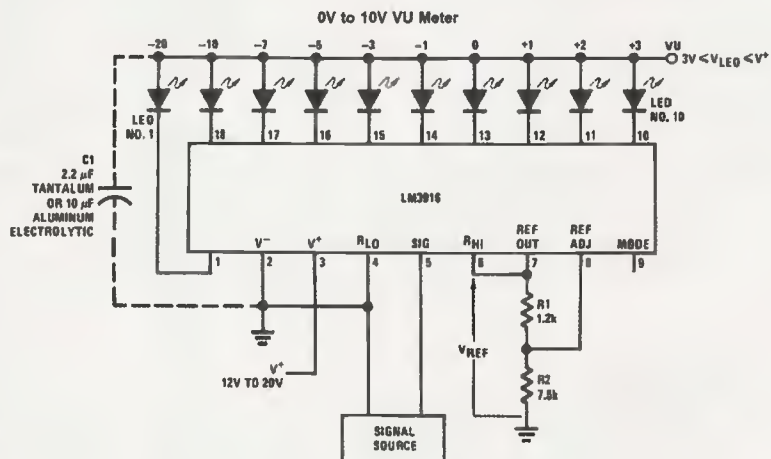 0V to 10V VU Meter
-20 -10 -7 -5 -3 -1 0 +1 +2 +3 VU
3V < VLED < V+
LED NO. 1
LED NO. 10
18 17 16 15 14 13 12 11 10
C1
2.2 μF
TANTALUM
OR 10 μF
ALUMINUM
ELECTROLYTIC
LM3916
V- V+ RLO SIG RHI REF OUT REF ADJ MODE
1 2 3 4 5 6 7 8 9
R1
1.2k
VREF
V+
12V TO 20V
R2
7.5k
SIGNAL
SOURCE